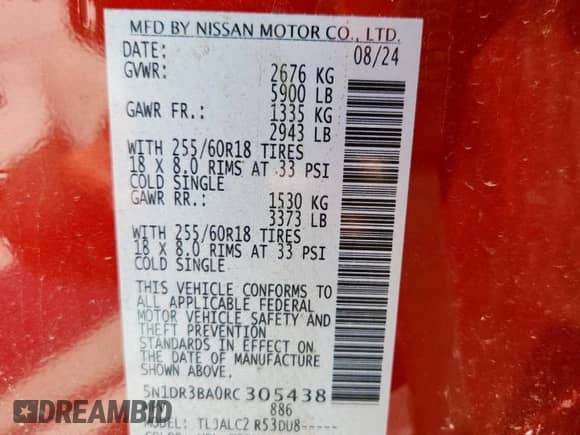 MFD BY NISSAN MOTOR CO., LTD.
DATE: 08/24
GVWR: 2676 KG
5900 LB
GAWR FR.: 1335 KG
2943 LB
WITH 255/60R18 TIRES
18 X 8.0 RIMS AT 33 PSI
COLD SINGLE
GAWR RR.: 1530 KG
3373 LB
WITH 255/60R18 TIRES
18 X 8.0 RIMS AT 33 PSI
COLD SINGLE
THIS VEHICLE CONFORMS TO
ALL APPLICABLE FEDERAL
MOTOR VEHICLE SAFETY AND
THEFT PREVENTION
STANDARDS IN EFFECT ON
THE DATE OF MANUFACTURE
SHOWN ABOVE.
5N1DR3BA0RC 305438
886
MODEL: TLJALC2 R53DU8-----
DREAMBID